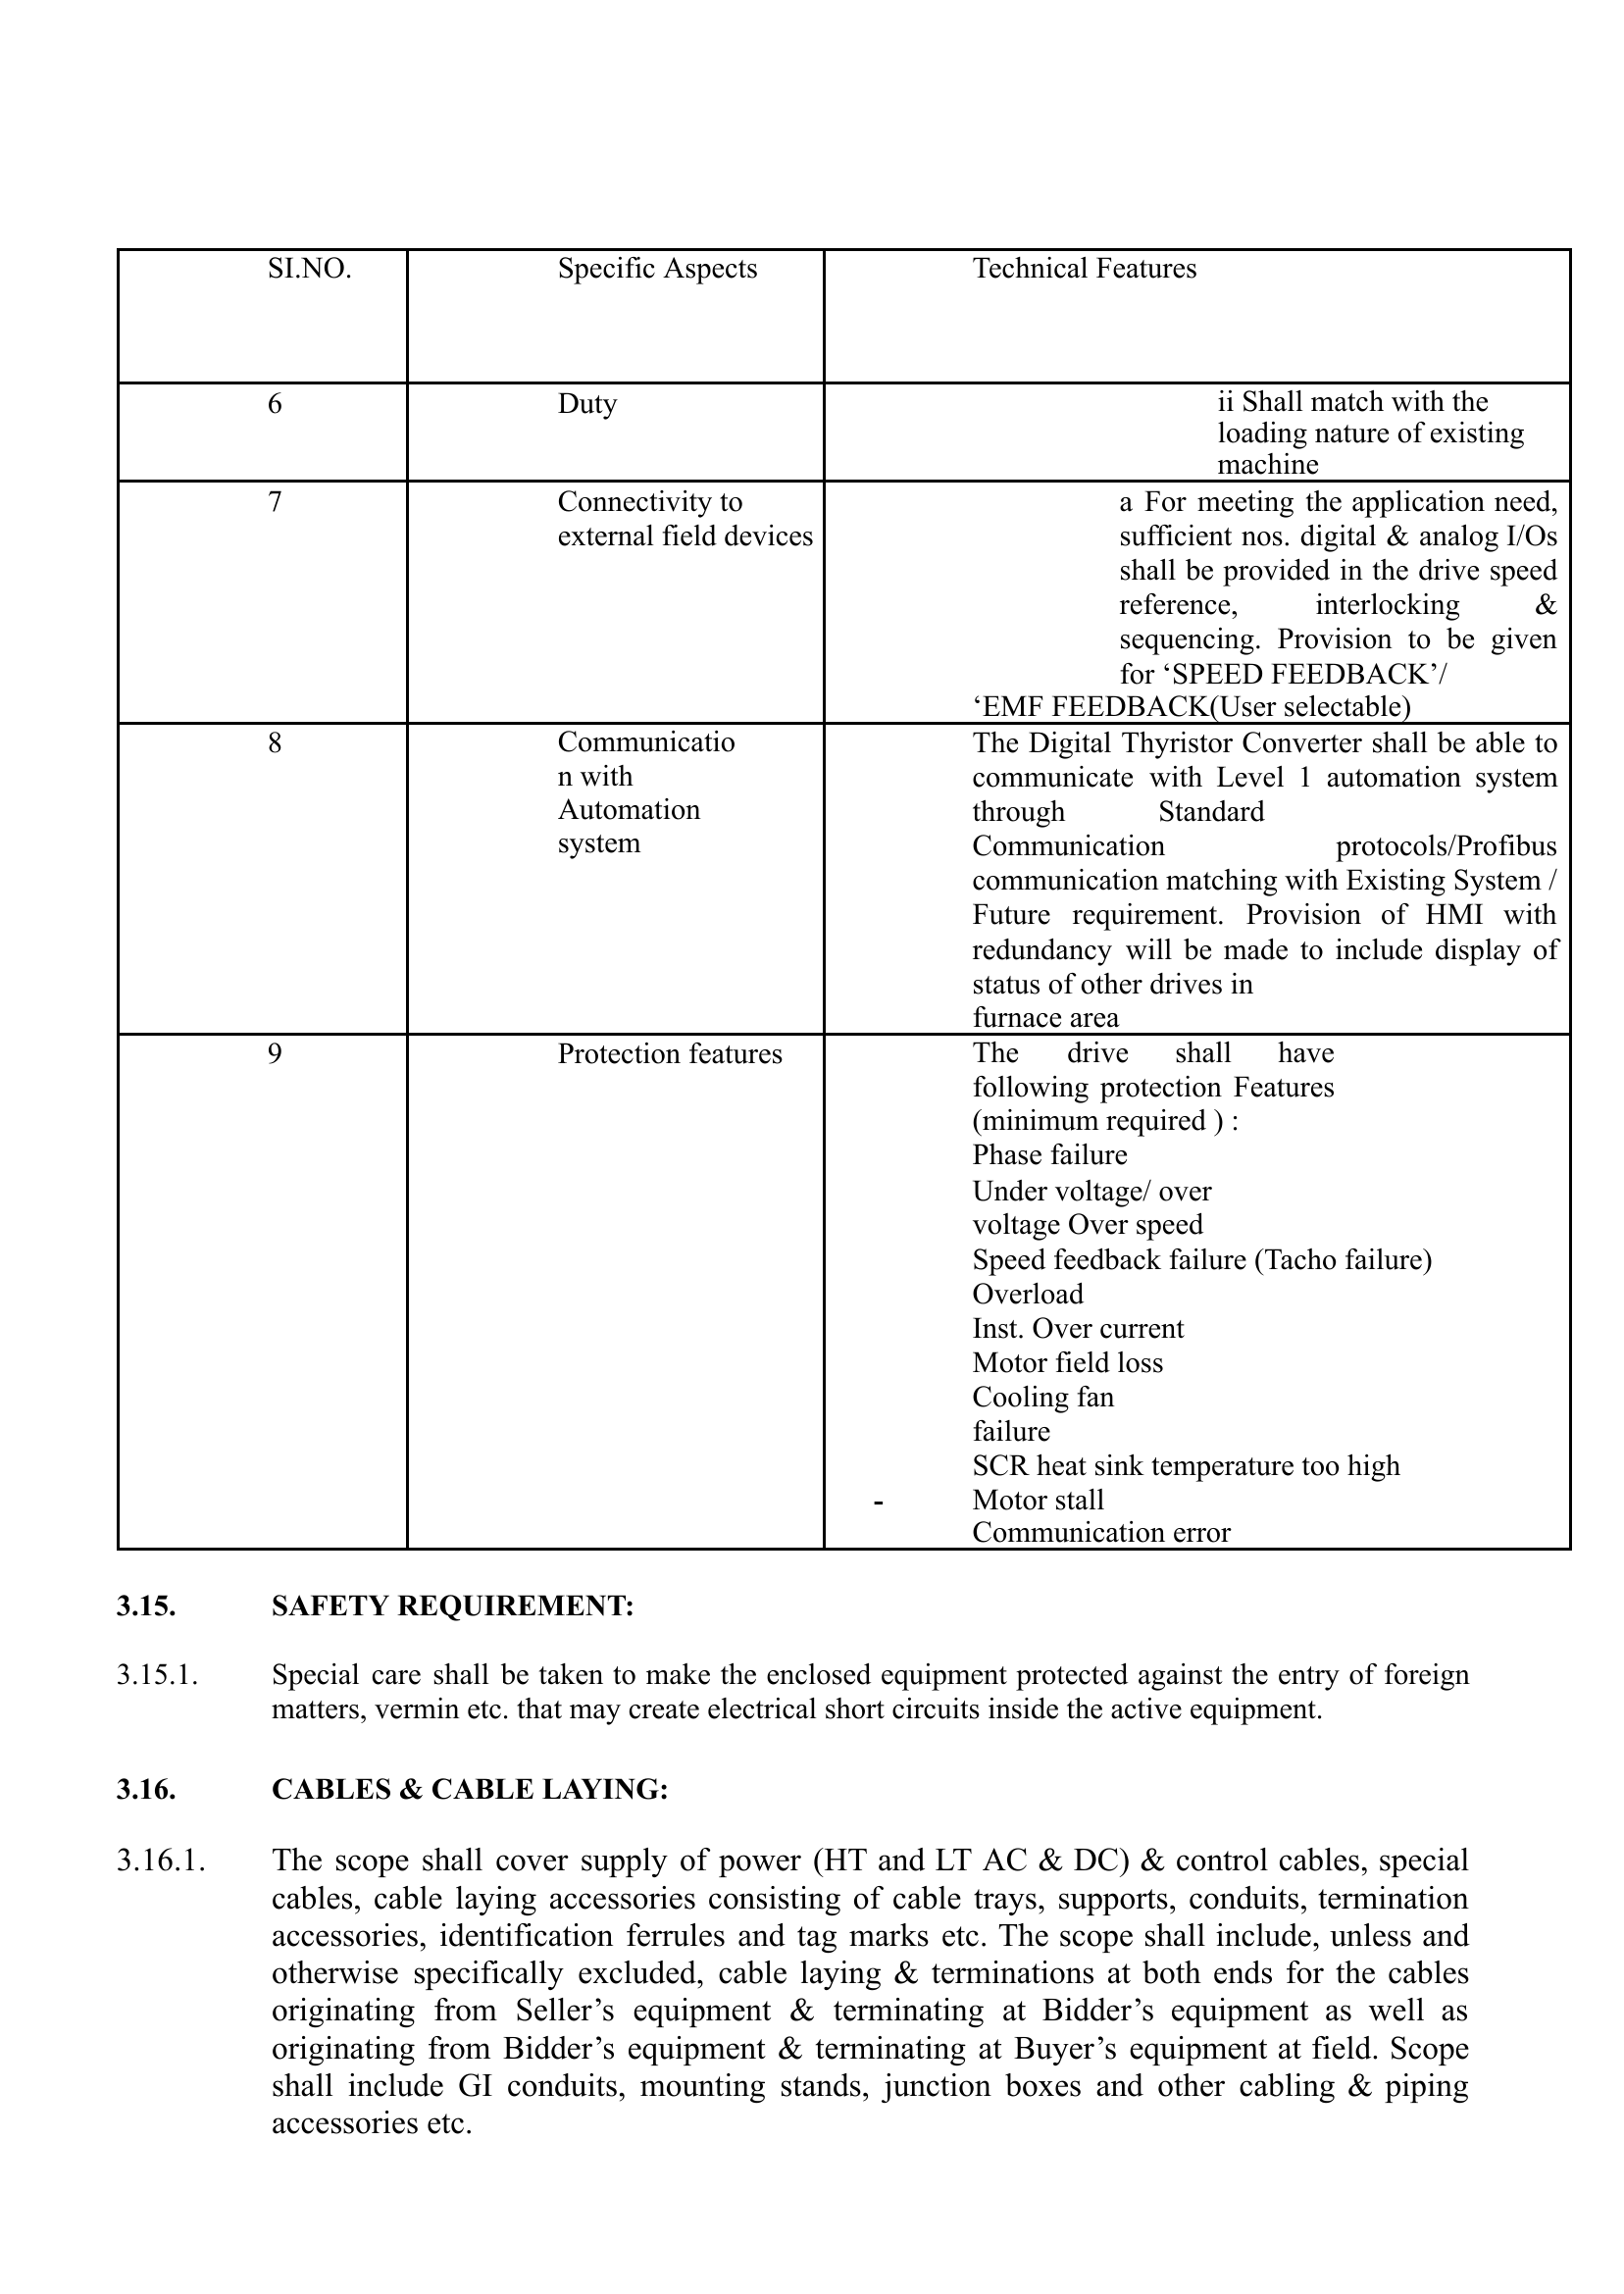 SI.NO. Specific Aspects Technical Features
6 Duty ii Shall match with the
loading nature of existing
machine
7 Connectivity to
external field devices
a For meeting the application need,
sufficient nos. digital & analog I/Os
shall be provided in the drive speed
reference, interlocking &
sequencing. Provision to be given
for ‘SPEED FEEDBACK’/
‘EMF FEEDBACK(User selectable)
8 Communicatio
n with
Automation
system
The Digital Thyristor Converter shall be able to
communicate with Level 1 automation system
through Standard
Communication protocols/Profibus
communication matching with Existing System /
Future requirement. Provision of HMI with
redundancy will be made to include display of
status of other drives in
furnace area
9 Protection features The drive shall have
following protection Features
(minimum required ) :
Phase failure
Under voltage/ over
voltage Over speed
Speed feedback failure (Tacho failure)
Overload
Inst. Over current
Motor field loss
Cooling fan
failure
SCR heat sink temperature too high
- Motor stall
Communication error
3.15. SAFETY REQUIREMENT:
3.15.1. Special care shall be taken to make the enclosed equipment protected against the entry of foreign
matters, vermin etc. that may create electrical short circuits inside the active equipment.
3.16. CABLES & CABLE LAYING:
3.16.1. The scope shall cover supply of power (HT and LT AC & DC) & control cables, special
cables, cable laying accessories consisting of cable trays, supports, conduits, termination
accessories, identification ferrules and tag marks etc. The scope shall include, unless and
otherwise specifically excluded, cable laying & terminations at both ends for the cables
originating from Seller’s equipment & terminating at Bidder’s equipment as well as
originating from Bidder’s equipment & terminating at Buyer’s equipment at field. Scope
shall include GI conduits, mounting stands, junction boxes and other cabling & piping
accessories etc.